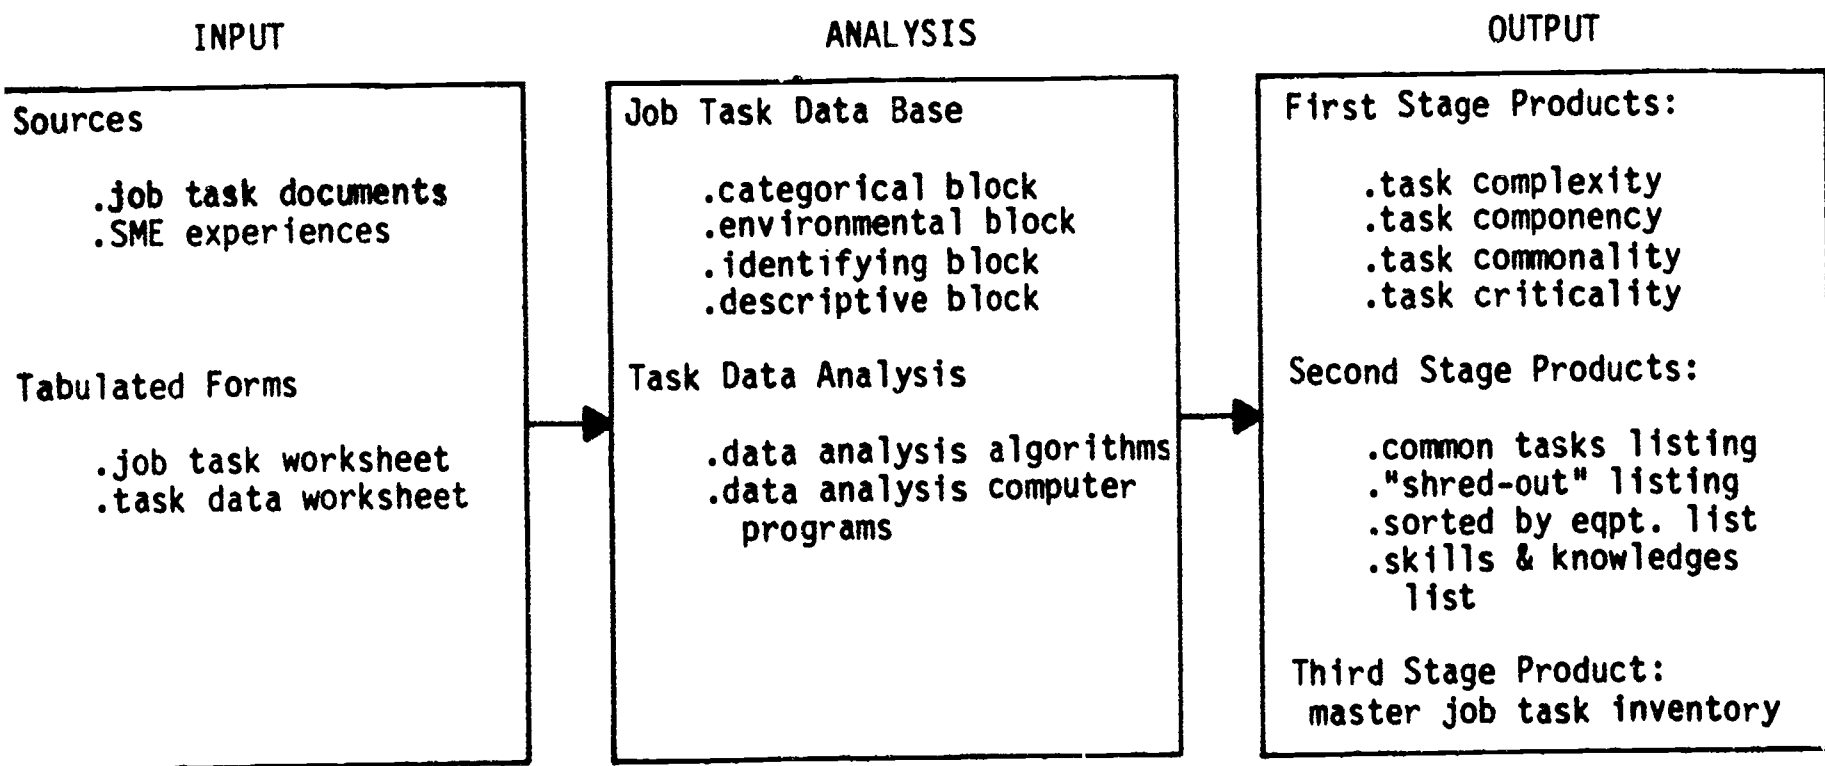 INPUT
Sources
.job task documents
.SME experiences
Tabulated Forms
.job task worksheet
.task data worksheet
ANALYSIS
Job Task Data Base
.categorical block
.environmental block
.identifying block
.descriptive block
Task Data Analysis
.data analysis algorithms
.data analysis computer
programs
OUTPUT
First Stage Products:
.task complexity
.task componency
.task commonality
.task criticality
Second Stage Products:
.common tasks listing
."shred-out" listing
.sorted by eqpt. list
.skills & knowledges
list
Third Stage Product:
master job task inventory